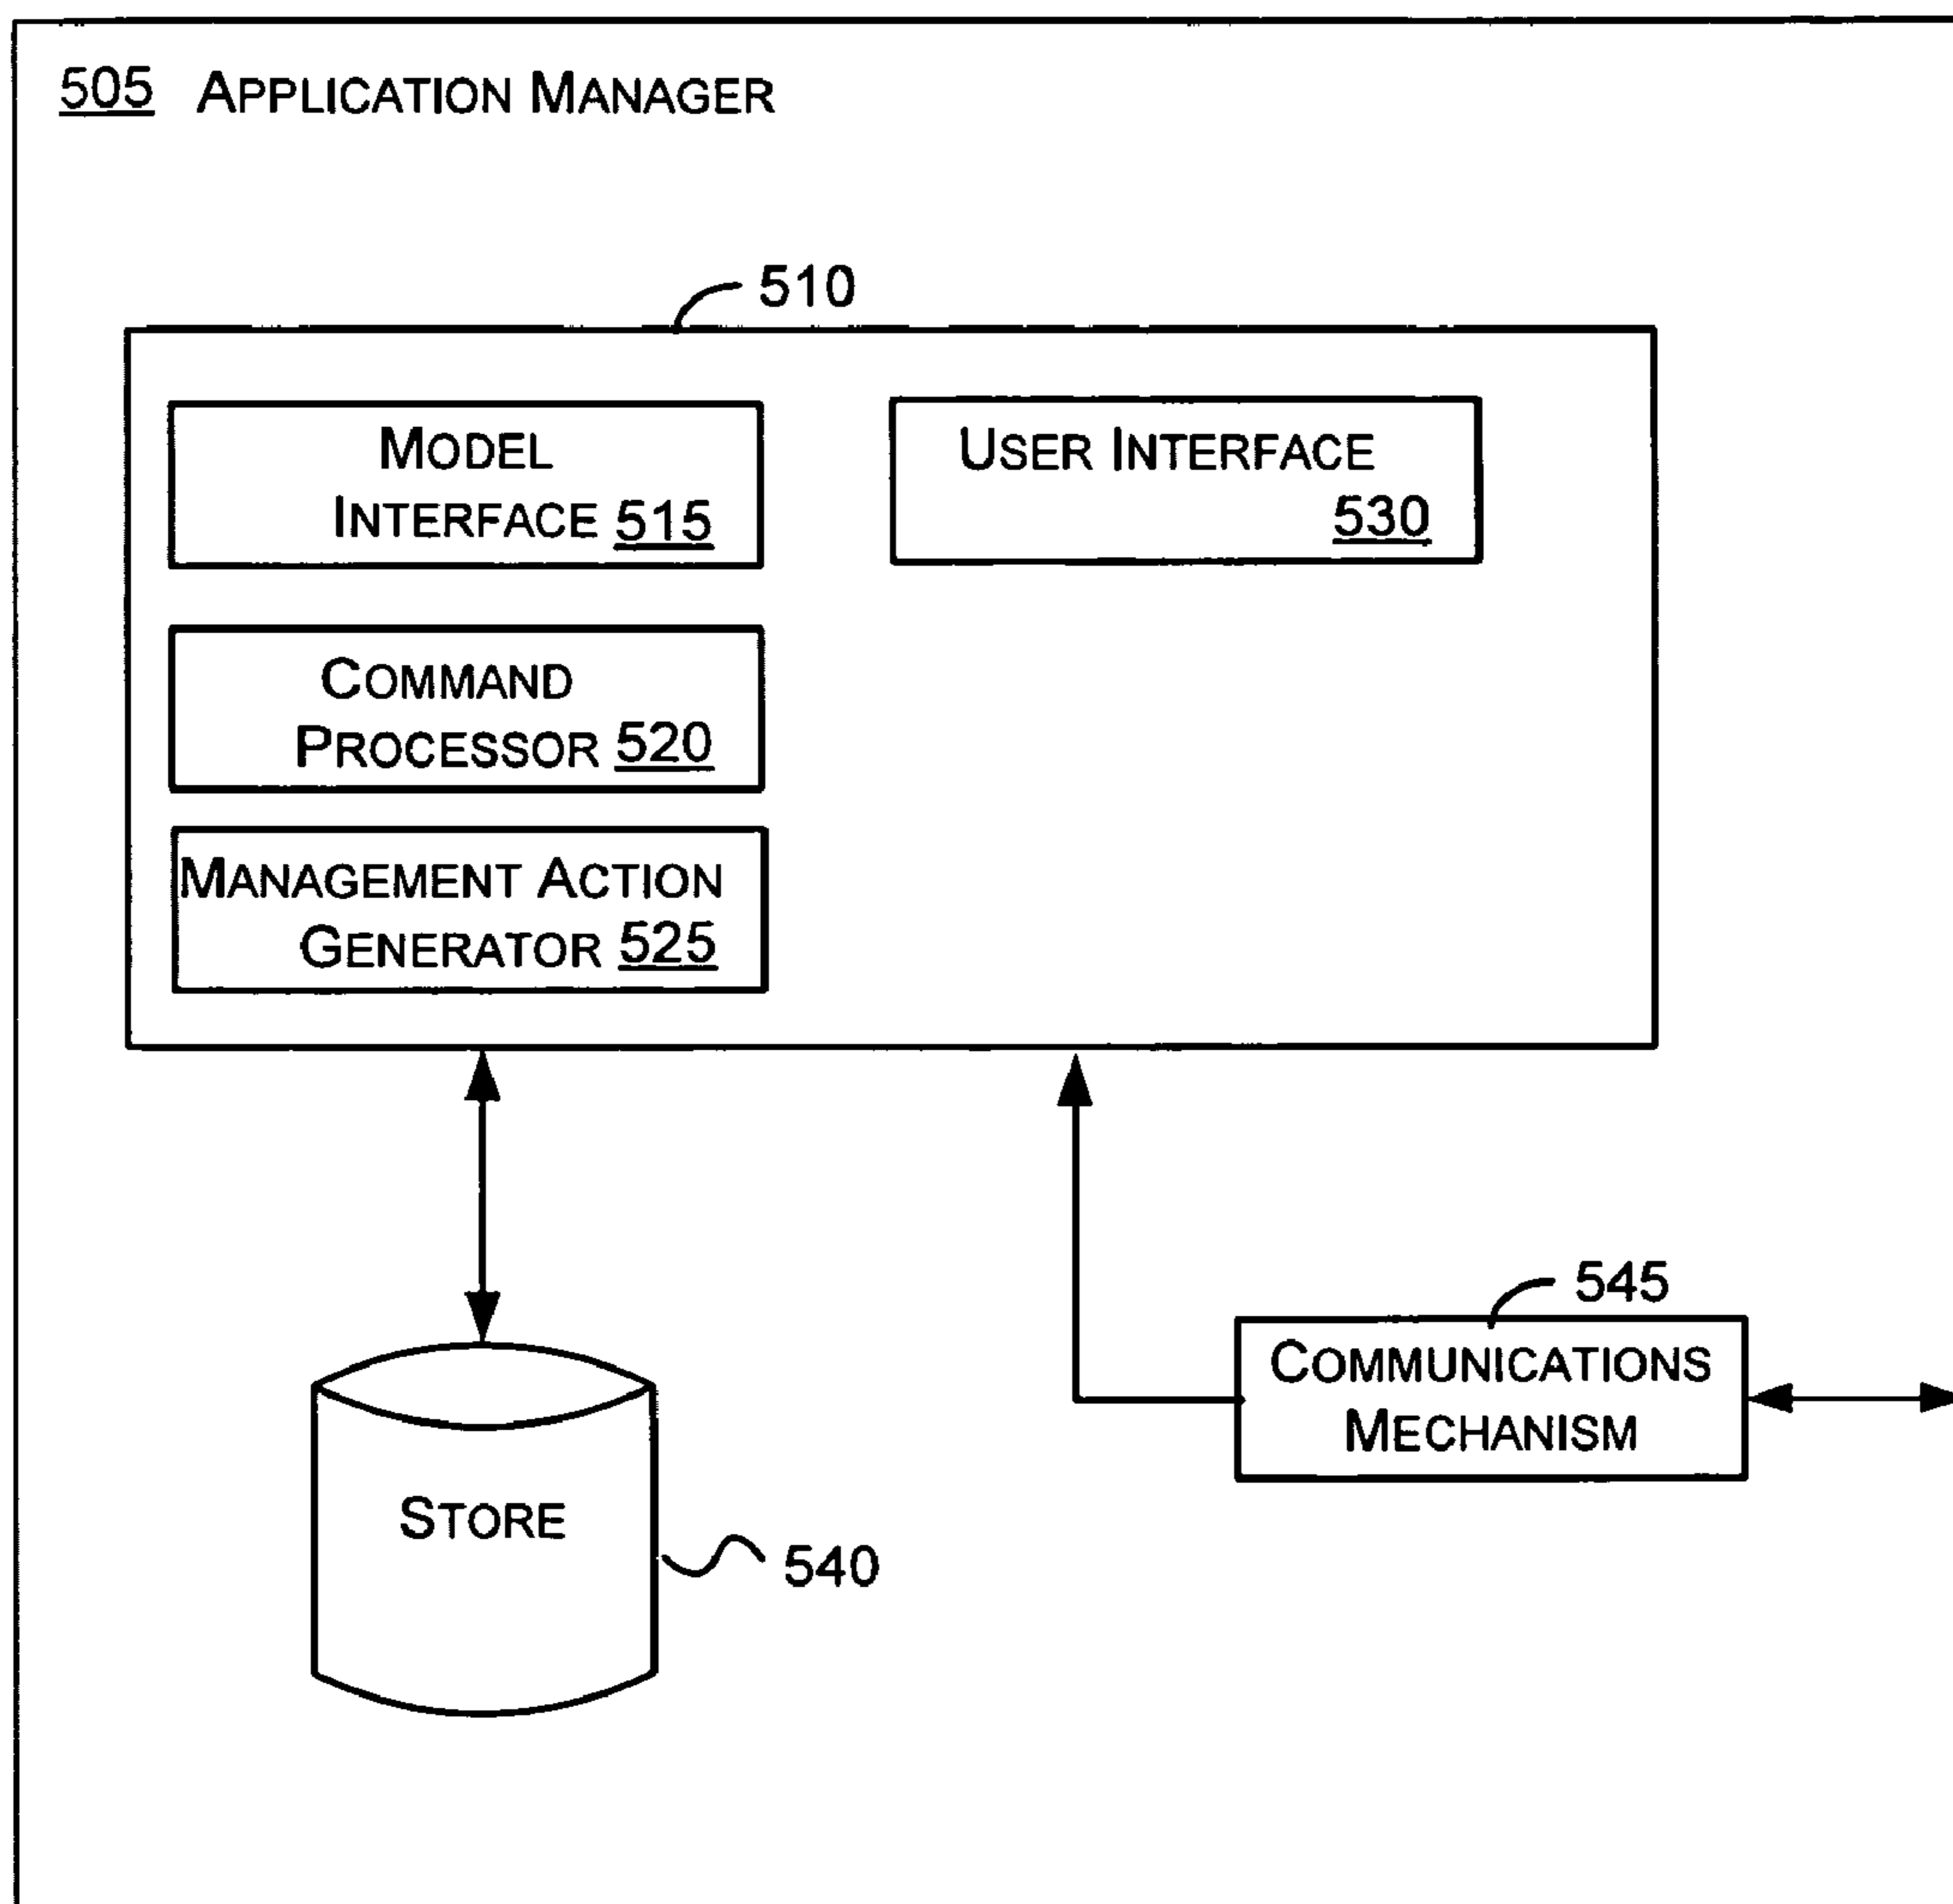 505 APPLICATION MANAGER
510
MODEL
INTERFACE 515
USER INTERFACE
530
COMMAND
PROCESSOR 520
MANAGEMENT ACTION
GENERATOR 525
545
COMMUNICATIONS
MECHANISM
STORE
540